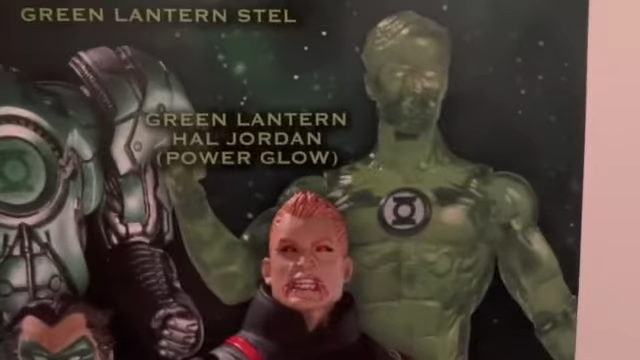 GREEN LANTERN STEL
GREEN LANTERN
HAL JORDAN
(POWER GLOW)